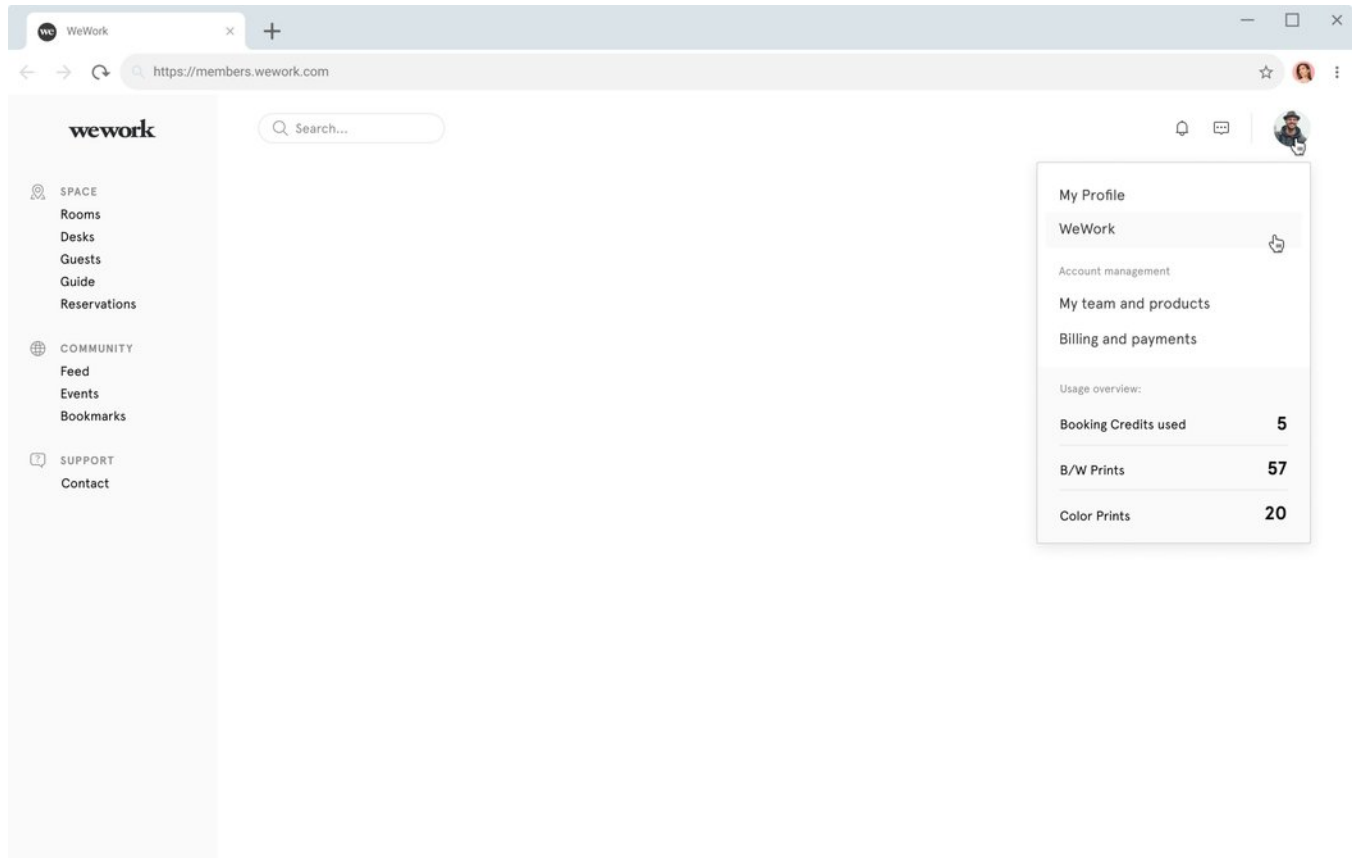 we WeWork
https://members.wework.com
wework
Search...
SPACE
Rooms
Desks
Guests
Guide
Reservations
COMMUNITY
Feed
Events
Bookmarks
SUPPORT
Contact
My Profile
WeWork
Account management
My team and products
Billing and payments
Usage overview:
Booking Credits used 5
B/W Prints 57
Color Prints 20